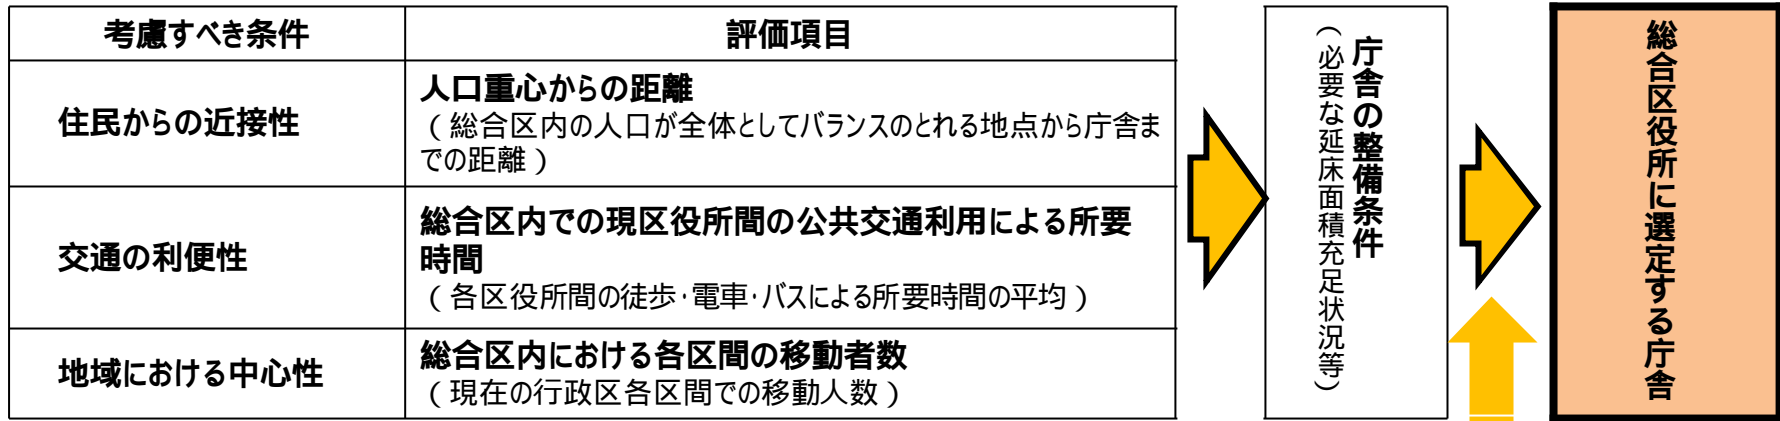 考慮すべき条件
評価項目
住民からの近接性
人口重心からの距離
（総合区内の人口が全体としてバランスのとれる地点から庁舎ま
での距離）
交通の利便性
総合区内での現区役所間の公共交通利用による所要
時間
（各区役所間の徒歩・電車・バスによる所要時間の平均）
地域における中心性
総合区内における各区間の移動者数
（現在の行政区各区間での移動人数）
庁舎の整備条件
（必要な延床面積充足状況等）
総合区役所に選定する庁舎